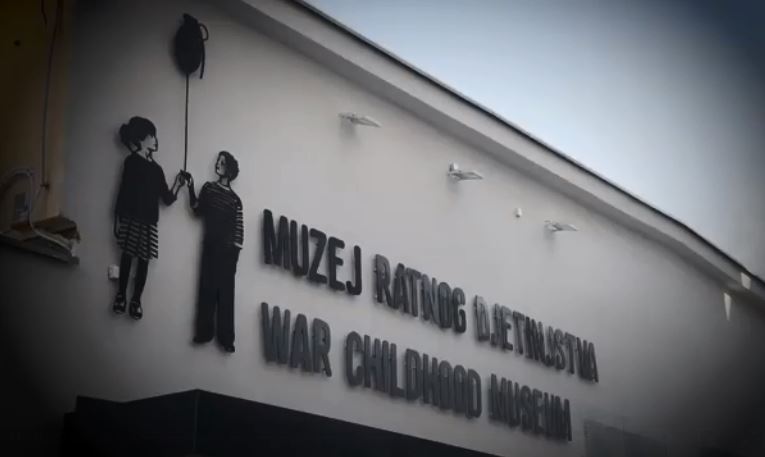 MUZEJ RATNOG DJETINJSTVA
WAR CHILDHOOD MUSEUM